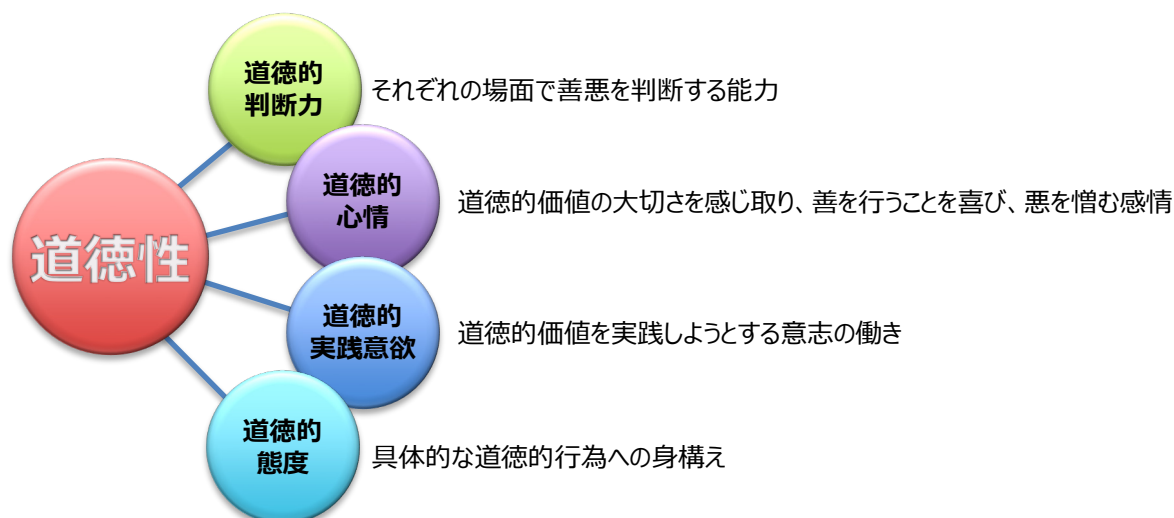 道徳性
道徳的
判断力
それぞれの場面で善悪を判断する能力
道徳的
心情
道徳的価値の大切さを感じ取り、善を行うことを喜び、悪を憎む感情
道徳的
実践意欲
道徳的価値を実践しようとする意志の働き
道徳的
態度
具体的な道徳的行為への身構え